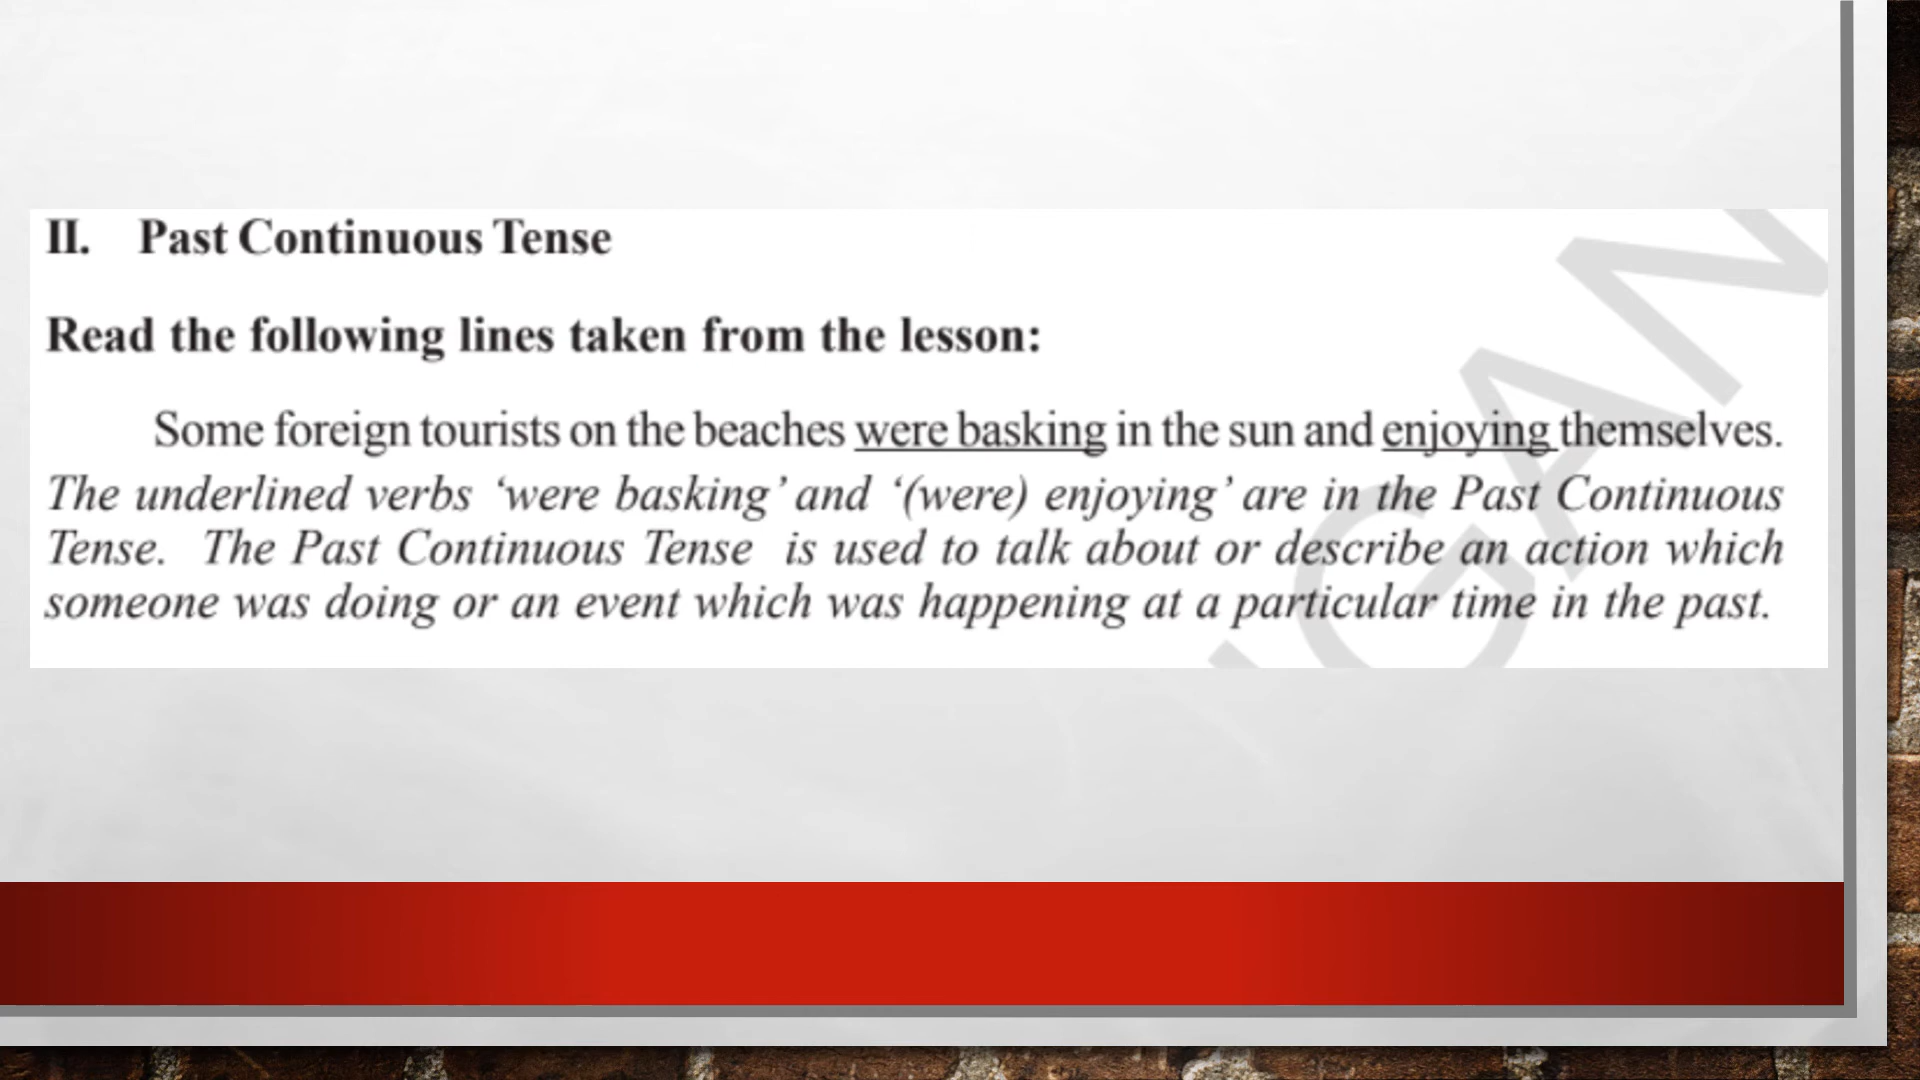 II. Past Continuous Tense
Read the following lines taken from the lesson:
Some foreign tourists on the beaches were basking in the sun and enjoying themselves.
The underlined verbs ‘were basking’ and ‘(were) enjoying’ are in the Past Continuous
Tense. The Past Continuous Tense is used to talk about or describe an action which
someone was doing or an event which was happening at a particular time in the past.